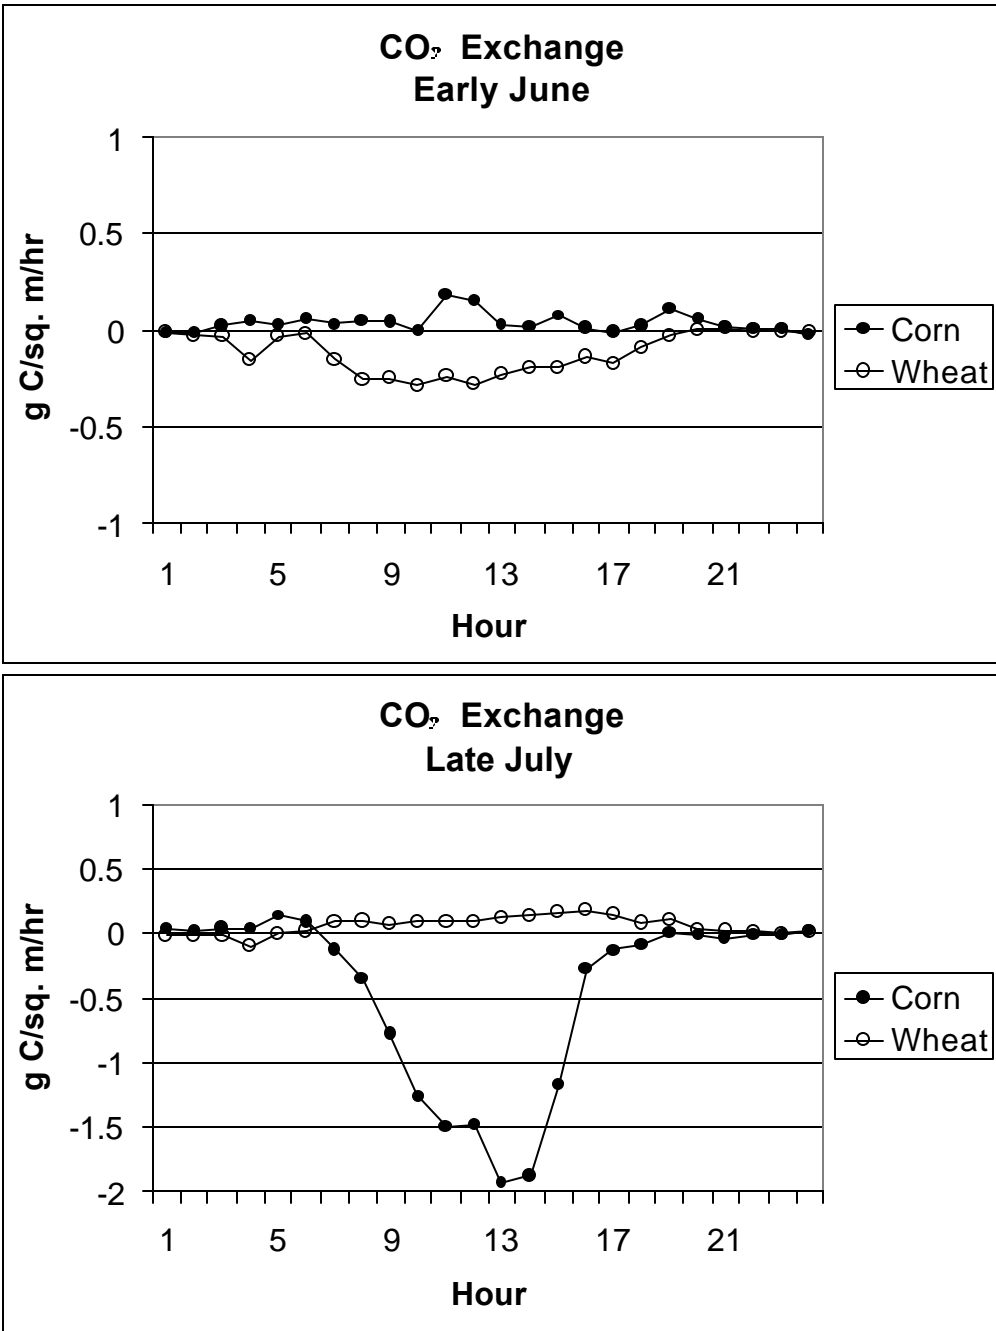 CO₂ Exchange
Early June
1
0.5
0
-0.5
-1
g C/sq. m/hr
1 5 9 13 17 21
Hour
Corn
Wheat
CO₂ Exchange
Late July
1
0.5
0
-0.5
-1
-1.5
-2
g C/sq. m/hr
1 5 9 13 17 21
Hour
Corn
Wheat